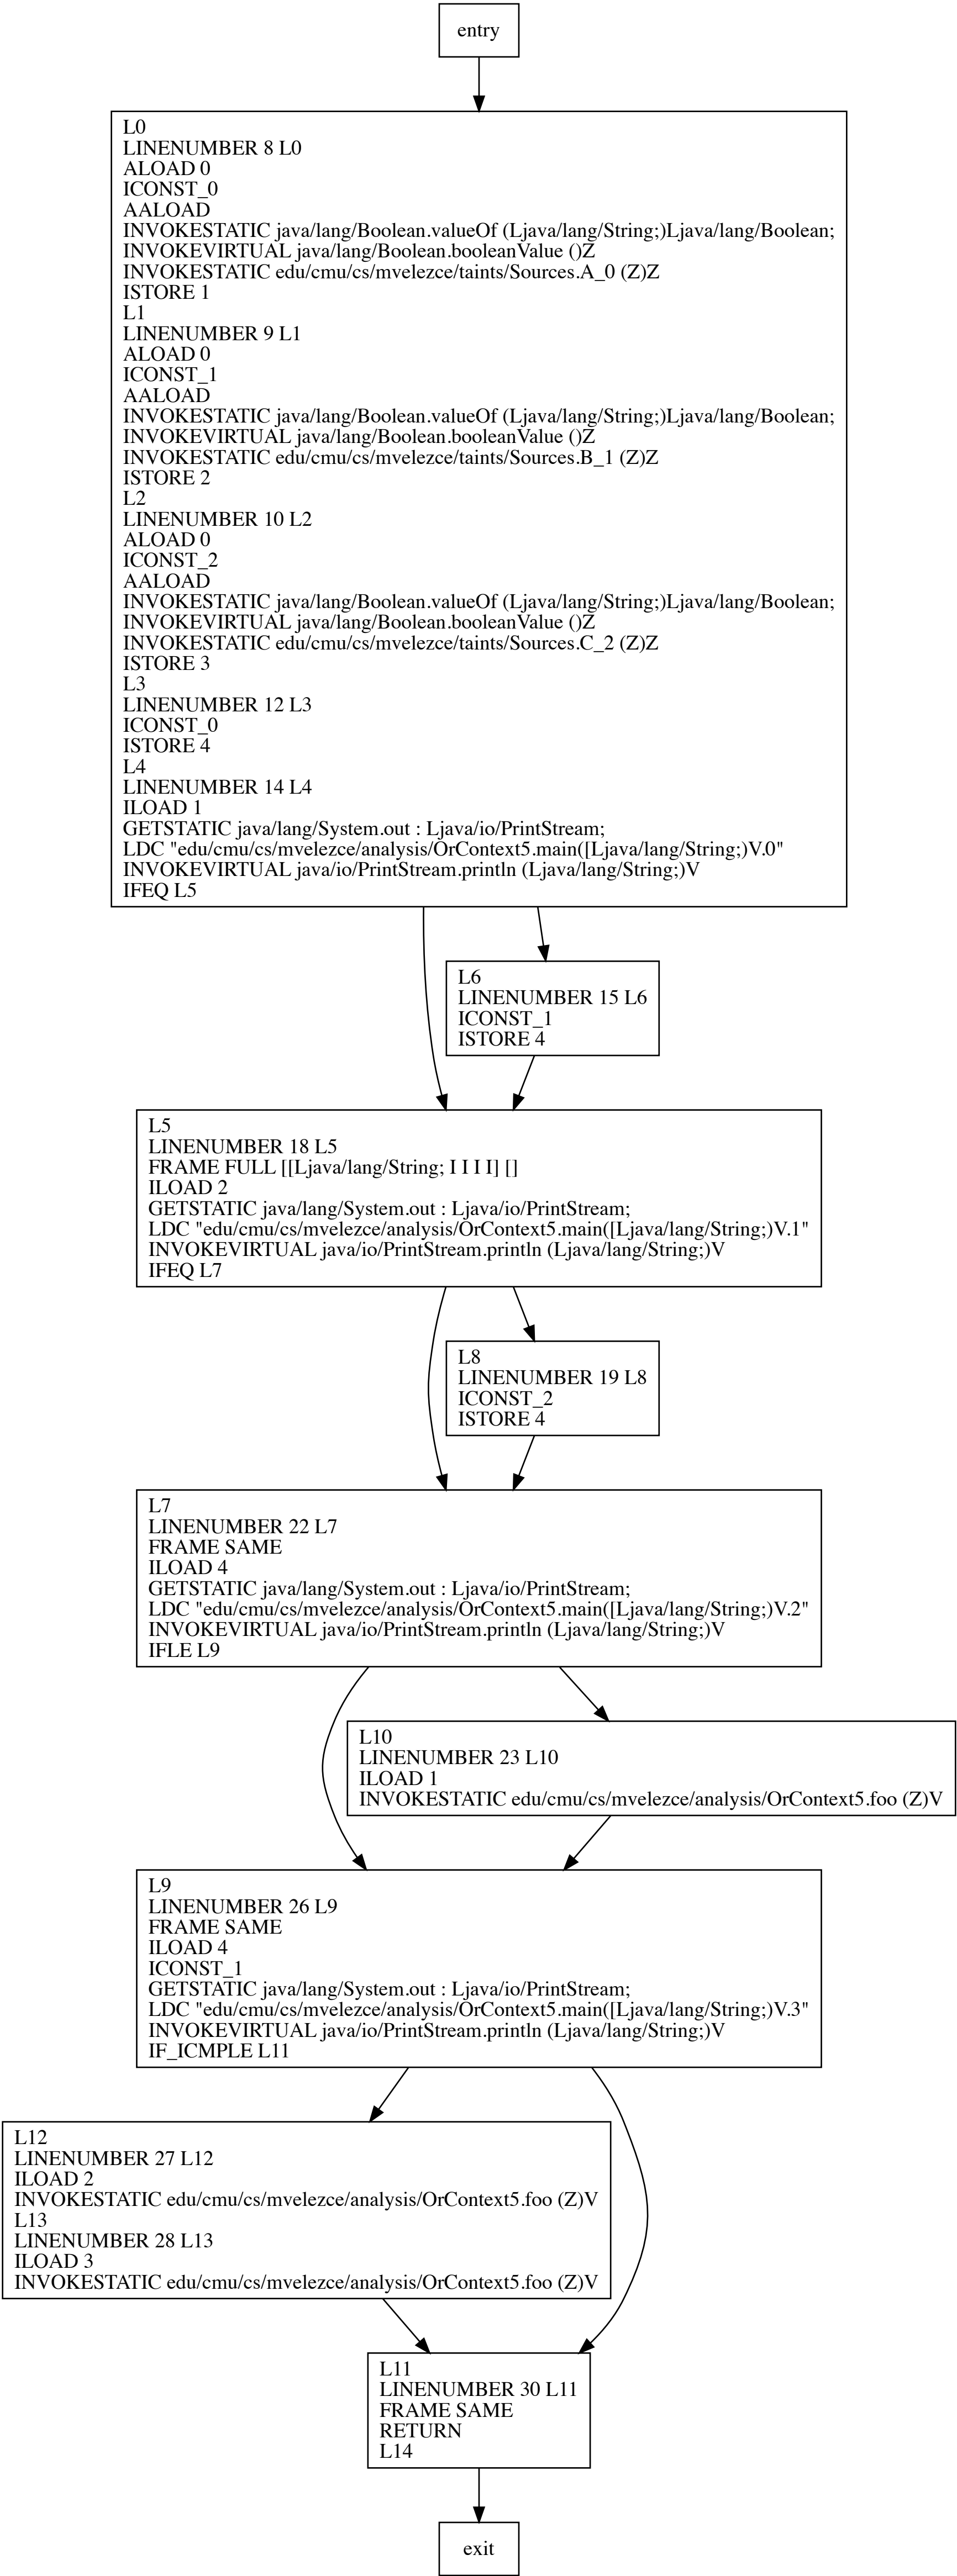 entry
L0
LINENUMBER 8 L0
ALOAD 0
ICONST_0
AALOAD
INVOKESTATIC java/lang/Boolean.valueOf (Ljava/lang/String;)Ljava/lang/Boolean;
INVOKEVIRTUAL java/lang/Boolean.booleanValue ()Z
INVOKESTATIC edu/cmu/cs/mvelezce/taints/Sources.A_0 (Z)Z
ISTORE 1
L1
LINENUMBER 9 L1
ALOAD 0
ICONST_1
AALOAD
INVOKESTATIC java/lang/Boolean.valueOf (Ljava/lang/String;)Ljava/lang/Boolean;
INVOKEVIRTUAL java/lang/Boolean.booleanValue ()Z
INVOKESTATIC edu/cmu/cs/mvelezce/taints/Sources.B_1 (Z)Z
ISTORE 2
L2
LINENUMBER 10 L2
ALOAD 0
ICONST_2
AALOAD
INVOKESTATIC java/lang/Boolean.valueOf (Ljava/lang/String;)Ljava/lang/Boolean;
INVOKEVIRTUAL java/lang/Boolean.booleanValue ()Z
INVOKESTATIC edu/cmu/cs/mvelezce/taints/Sources.C_2 (Z)Z
ISTORE 3
L3
LINENUMBER 12 L3
ICONST_0
ISTORE 4
L4
LINENUMBER 14 L4
ILOAD 1
GETSTATIC java/lang/System.out : Ljava/io/PrintStream;
LDC "edu/cmu/cs/mvelezce/analysis/OrContext5.main([Ljava/lang/String;)V.0"
INVOKEVIRTUAL java/io/PrintStream.println (Ljava/lang/String;)V
IFEQ L5
L6
LINENUMBER 15 L6
ICONST_1
ISTORE 4
L5
LINENUMBER 18 L5
FRAME FULL [[Ljava/lang/String; I I I I] []
ILOAD 2
GETSTATIC java/lang/System.out : Ljava/io/PrintStream;
LDC "edu/cmu/cs/mvelezce/analysis/OrContext5.main([Ljava/lang/String;)V.1"
INVOKEVIRTUAL java/io/PrintStream.println (Ljava/lang/String;)V
IFEQ L7
L8
LINENUMBER 19 L8
ICONST_2
ISTORE 4
L7
LINENUMBER 22 L7
FRAME SAME
ILOAD 4
GETSTATIC java/lang/System.out : Ljava/io/PrintStream;
LDC "edu/cmu/cs/mvelezce/analysis/OrContext5.main([Ljava/lang/String;)V.2"
INVOKEVIRTUAL java/io/PrintStream.println (Ljava/lang/String;)V
IFLE L9
L10
LINENUMBER 23 L10
ILOAD 1
INVOKESTATIC edu/cmu/cs/mvelezce/analysis/OrContext5.foo (Z)V
L9
LINENUMBER 26 L9
FRAME SAME
ILOAD 4
ICONST_1
GETSTATIC java/lang/System.out : Ljava/io/PrintStream;
LDC "edu/cmu/cs/mvelezce/analysis/OrContext5.main([Ljava/lang/String;)V.3"
INVOKEVIRTUAL java/io/PrintStream.println (Ljava/lang/String;)V
IF_ICMPLE L11
L12
LINENUMBER 27 L12
ILOAD 2
INVOKESTATIC edu/cmu/cs/mvelezce/analysis/OrContext5.foo (Z)V
L13
LINENUMBER 28 L13
ILOAD 3
INVOKESTATIC edu/cmu/cs/mvelezce/analysis/OrContext5.foo (Z)V
L11
LINENUMBER 30 L11
FRAME SAME
RETURN
L14
exit